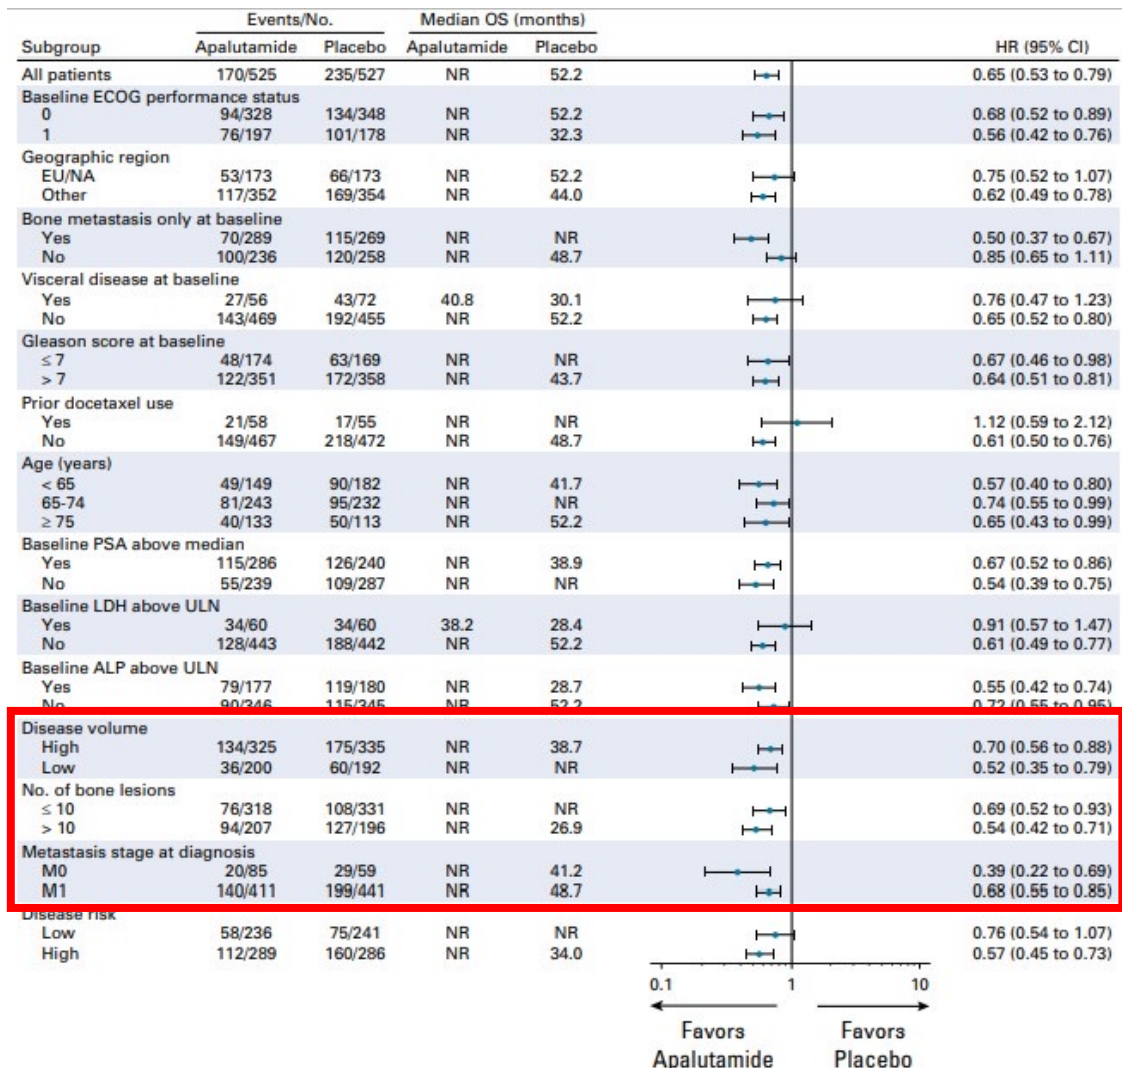 Events/No. Median OS (months)
Subgroup Apalutamide Placebo Apalutamide Placebo HR (95% CI)
All patients 170/525 235/527 NR 52.2 0.65 (0.53 to 0.79)
Baseline ECOG performance status
0 94/328 134/348 NR 52.2 0.68 (0.52 to 0.89)
1 76/197 101/178 NR 32.3 0.56 (0.42 to 0.76)
Geographic region
EU/NA 53/173 66/173 NR 52.2 0.75 (0.52 to 1.07)
Other 117/352 169/354 NR 44.0 0.62 (0.49 to 0.78)
Bone metastasis only at baseline
Yes 70/289 115/269 NR NR 0.50 (0.37 to 0.67)
No 100/236 120/258 NR 48.7 0.85 (0.65 to 1.11)
Visceral disease at baseline
Yes 27/56 43/72 40.8 30.1 0.76 (0.47 to 1.23)
No 143/469 192/455 NR 52.2 0.65 (0.52 to 0.80)
Gleason score at baseline
≤ 7 48/174 63/169 NR NR 0.67 (0.46 to 0.98)
> 7 122/351 172/358 NR 43.7 0.64 (0.51 to 0.81)
Prior docetaxel use
Yes 21/58 17/55 NR NR 1.12 (0.59 to 2.12)
No 149/467 218/472 NR 48.7 0.61 (0.50 to 0.76)
Age (years)
< 65 49/149 90/182 NR 41.7 0.57 (0.40 to 0.80)
65-74 81/243 95/232 NR NR 0.74 (0.55 to 0.99)
≥ 75 40/133 50/113 NR 52.2 0.65 (0.43 to 0.99)
Baseline PSA above median
Yes 115/286 126/240 NR 38.9 0.67 (0.52 to 0.86)
No 55/239 109/287 NR NR 0.54 (0.39 to 0.75)
Baseline LDH above ULN
Yes 34/60 34/60 38.2 28.4 0.91 (0.57 to 1.47)
No 128/443 188/442 NR 52.2 0.61 (0.49 to 0.77)
Baseline ALP above ULN
Yes 79/177 119/180 NR 28.7 0.55 (0.42 to 0.74)
No 90/346 115/345 NR 52.2 0.72 (0.55 to 0.95)
Disease volume
High 134/325 175/335 NR 38.7 0.70 (0.56 to 0.88)
Low 36/200 60/192 NR NR 0.52 (0.35 to 0.79)
No. of bone lesions
≤ 10 76/318 108/331 NR NR 0.69 (0.52 to 0.93)
> 10 94/207 127/196 NR 26.9 0.54 (0.42 to 0.71)
Metastasis stage at diagnosis
M0 20/85 29/59 NR 41.2 0.39 (0.22 to 0.69)
M1 140/411 199/441 NR 48.7 0.68 (0.55 to 0.85)
Disease risk
Low 58/236 75/241 NR NR 0.76 (0.54 to 1.07)
High 112/289 160/286 NR 34.0 0.57 (0.45 to 0.73)
0.1 1 10
Favors Favors
Apalutamide Placebo